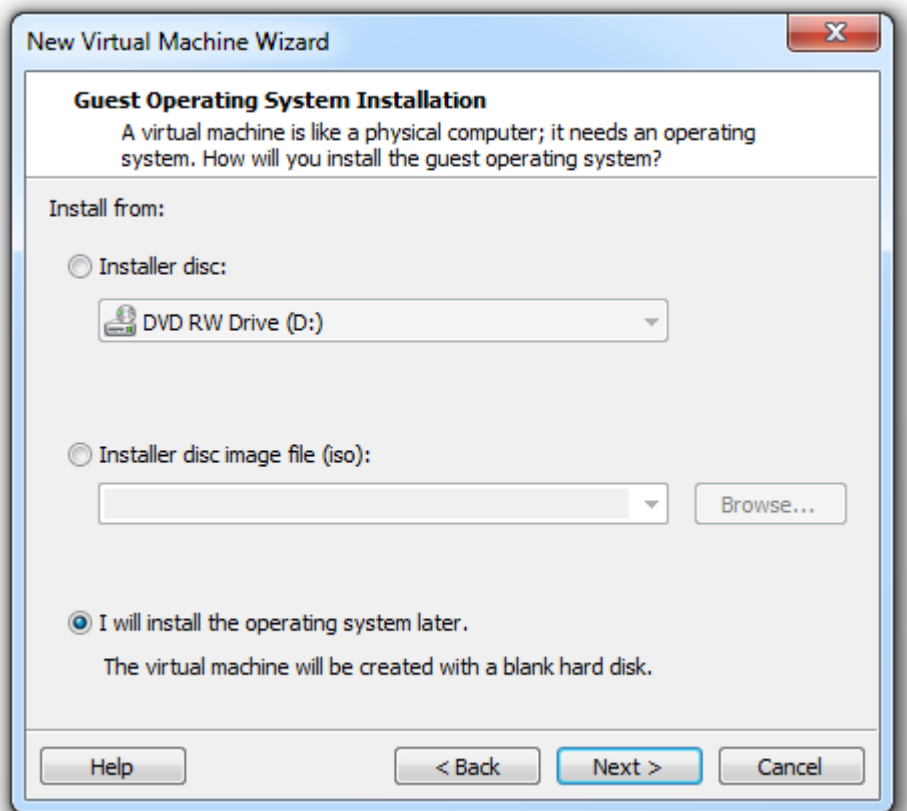 New Virtual Machine Wizard
Guest Operating System Installation
A virtual machine is like a physical computer; it needs an operating
system. How will you install the guest operating system?
Install from:
Installer disc:
DVD RW Drive (D:)
Installer disc image file (iso):
Browse...
I will install the operating system later.
The virtual machine will be created with a blank hard disk.
Help
< Back
Next >
Cancel